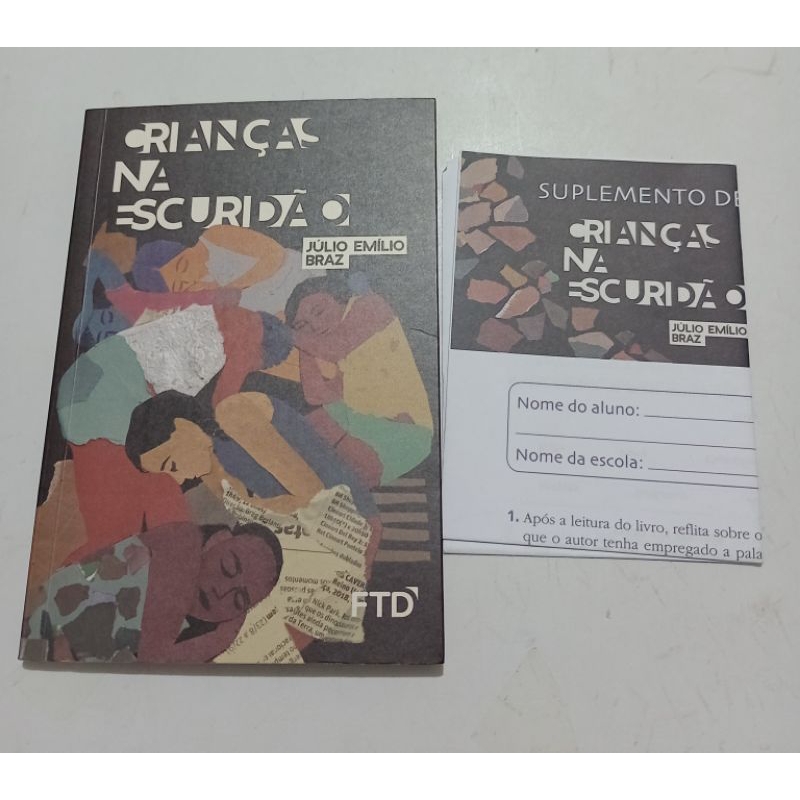 CRIANÇAS
NA
ESCURIDÃO
JÚLIO EMÍLIO
BRAZ
FTD
SUPLEMENTO DE
CRIANÇAS
NA
ESCURIDÃO
JÚLIO EMÍLIO
BRAZ
Nome do aluno:
Nome da escola:
1. Após a leitura do livro, reflita sobre o
que o autor tenha empregado a pala